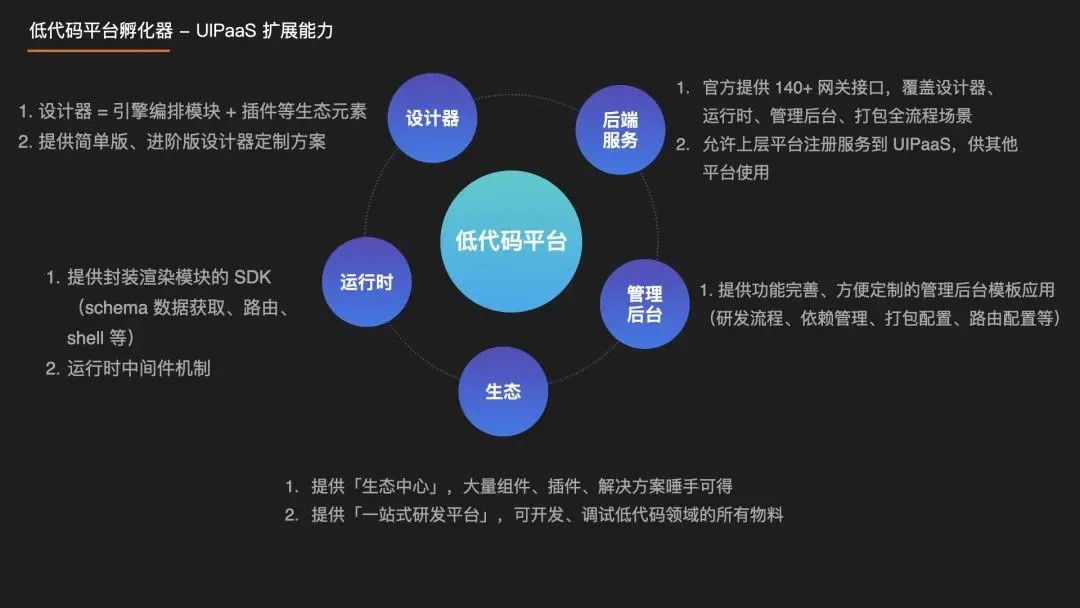 低代码平台孵化器 – UIPaaS 扩展能力
设计器
1. 设计器 = 引擎编排模块 + 插件等生态元素
2. 提供简单版、进阶版设计器定制方案
后端
服务
1. 官方提供 140+ 网关接口，覆盖设计器、
运行时、管理后台、打包全流程场景
2. 允许上层平台注册服务到 UIPaaS，供其他
平台使用
低代码平台
运行时
1. 提供封装渲染模块的 SDK
（schema 数据获取、路由、
shell 等）
2. 运行时中间件机制
管理
后台
1. 提供功能完善、方便定制的管理后台模板应用
（研发流程、依赖管理、打包配置、路由配置等）
生态
1. 提供「生态中心」，大量组件、插件、解决方案唾手可得
2. 提供「一站式研发平台」，可开发、调试低代码领域的所有物料